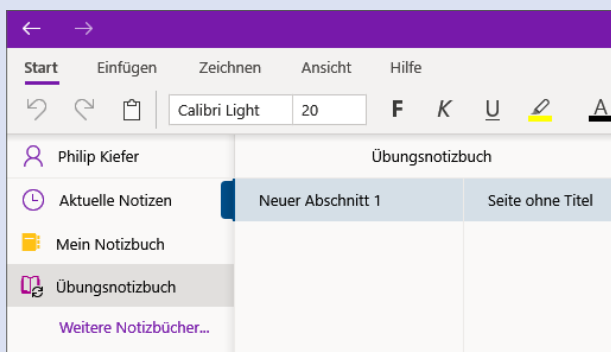 Start Einfügen Zeichnen Ansicht Hilfe
Calibri Light 20 F K U A
Philip Kiefer Übungsnotizbuch
Aktuelle Notizen Neuer Abschnitt 1 Seite ohne Titel
Mein Notizbuch
Übungsnotizbuch
Weitere Notizbücher...